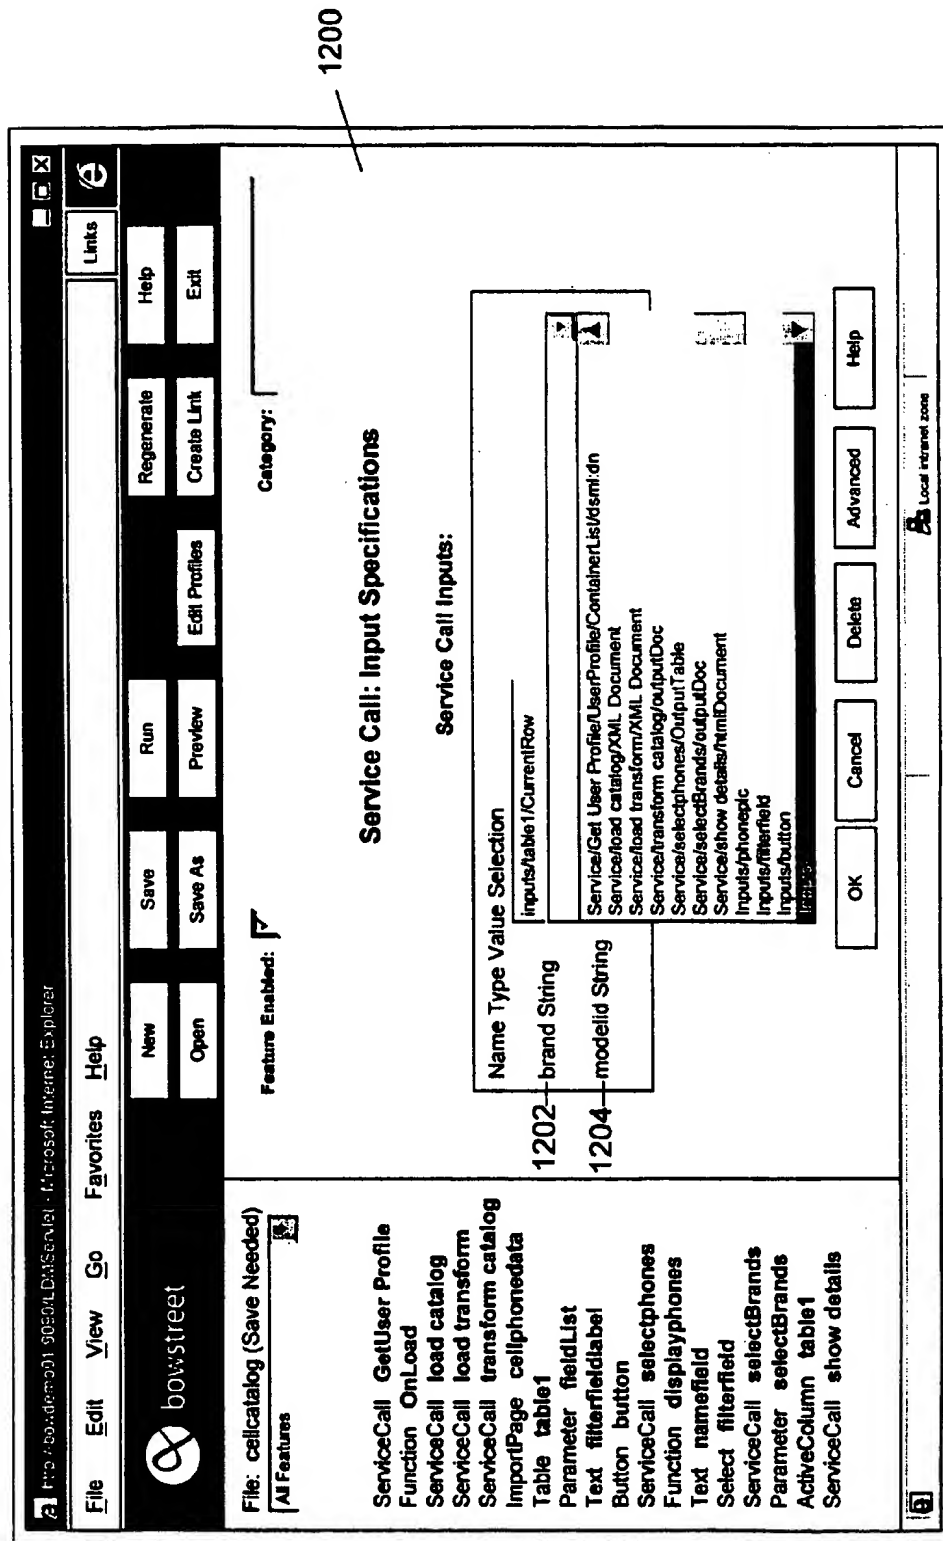 Microsoft Internet Explorer
File Edit View Go Favorites Help
Links
bowstreet
New Save Run Regenerate Help
Open Save As Preview Edit Profiles Create Link Exit
File: cellcatalog (Save Needed)
All Features
ServiceCall GetUser Profile
Function OnLoad
ServiceCall load catalog
ServiceCall load transform
ServiceCall transform catalog
ImportPage cellphonedata
Table table1
Parameter fieldList
Text filterfieldlabel
Button button
ServiceCall selectphones
Function displayphones
Text namefield
Select filterfield
ServiceCall selectBrands
Parameter selectBrands
ActiveColumn table1
ServiceCall show details
Feature Enabled:
Category:
1200
Service Call: Input Specifications
Service Call Inputs:
Name Type Value Selection
inputs/table1/CurrentRow
1202 brand String
1204 modelid String
Service/Get User Profile/UserProfile/ContainerList/dsml:dn
Service/load catalog/XML Document
Service/load transform/XML Document
Service/transform catalog/outputDoc
Service/selectphones/OutputTable
Service/selectBrands/outputDoc
Service/show details/htmlDocument
Inputs/phonepic
Inputs/filterfield
Inputs/button
OK Cancel Delete Advanced Help
Local intranet zone